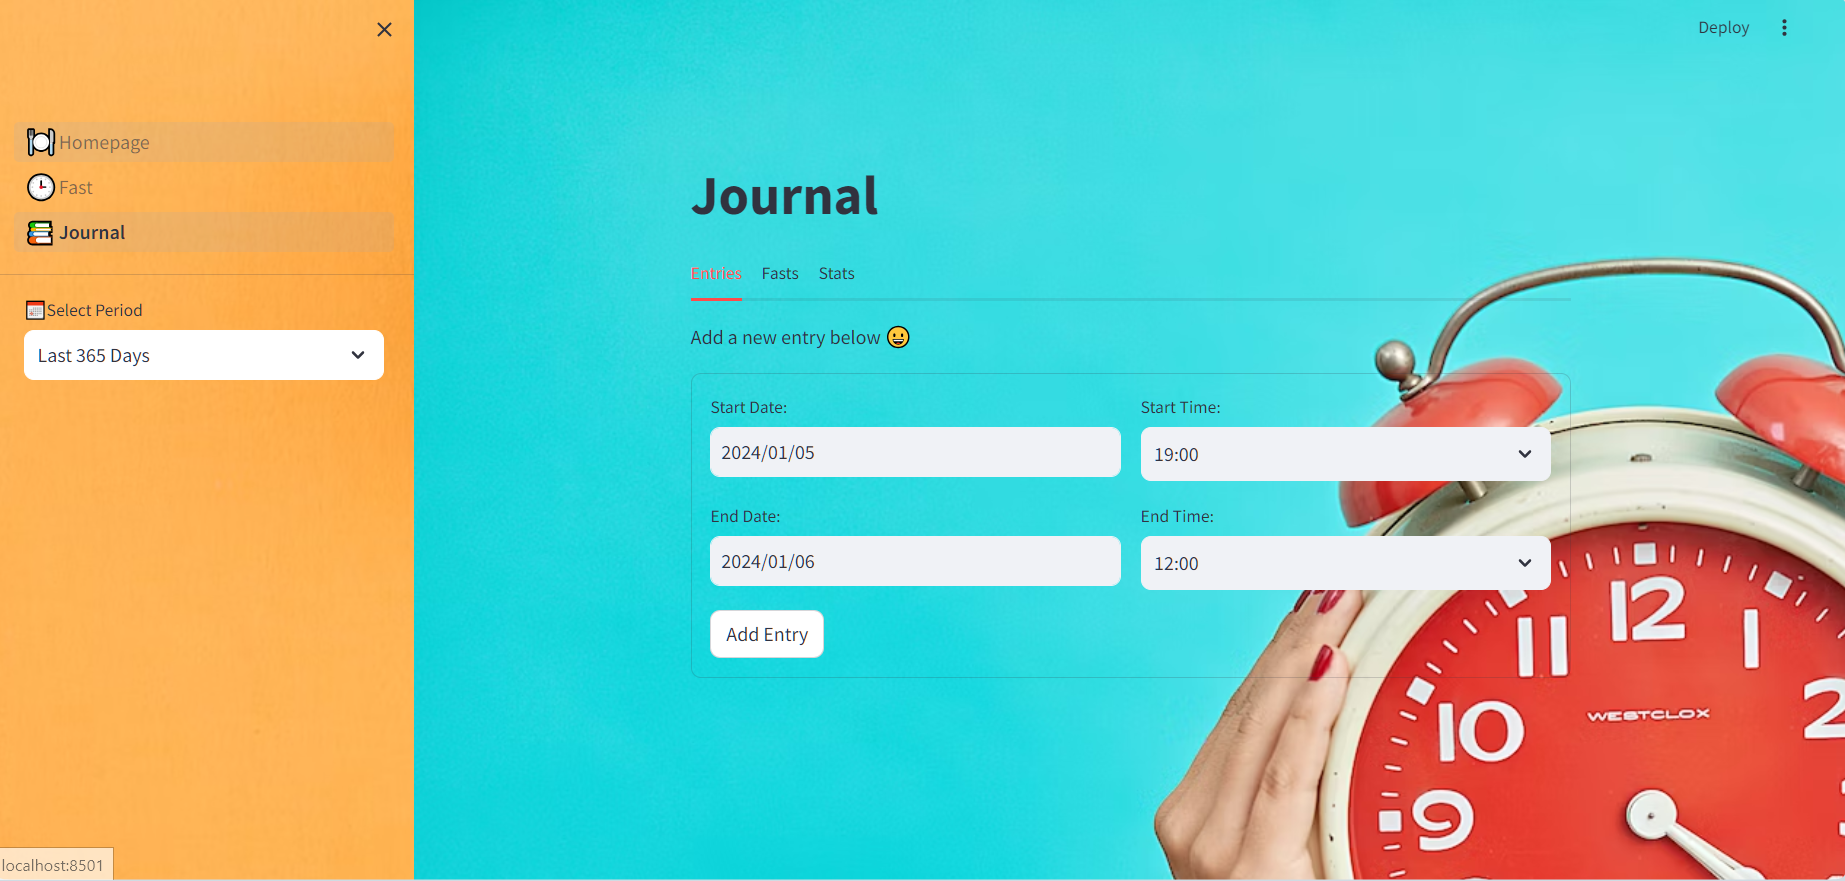 Deploy
Homepage
Fast
Journal
Select Period
Last 365 Days
Journal
Entries Fasts Stats
Add a new entry below 😀
Start Date: Start Time:
2024/01/05 19:00
End Date: End Time:
2024/01/06 12:00
Add Entry
12
11 1
10 WESTCLOX 2
9
localhost:8501